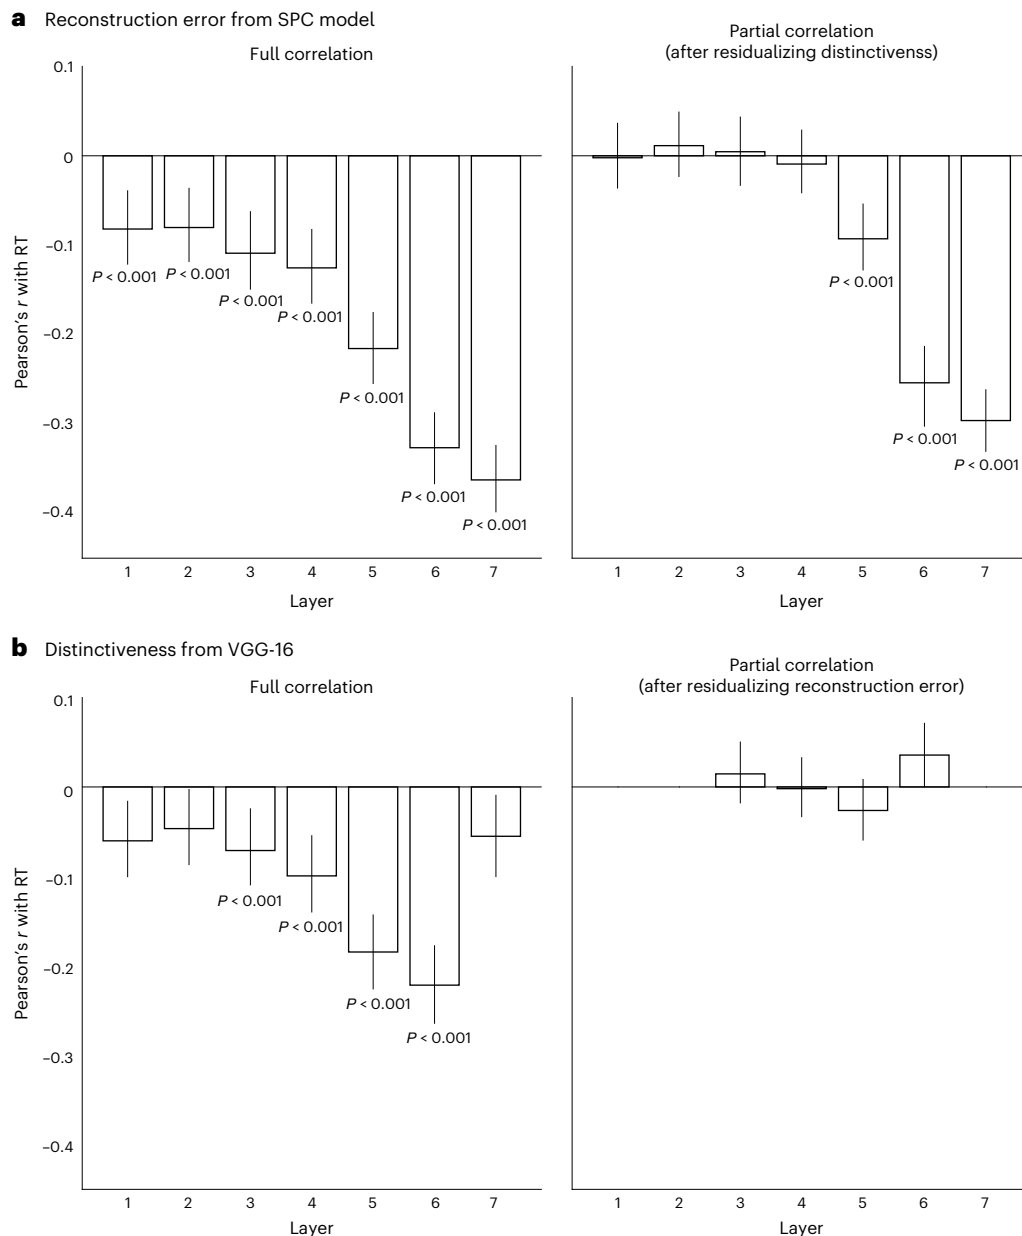 a Reconstruction error from SPC model
Full correlation
Partial correlation
(after residualizing distinctivenss)
Pearson's r with RT
0.1
0
–0.1
–0.2
–0.3
–0.4
P < 0.001
P < 0.001
P < 0.001
P < 0.001
P < 0.001
P < 0.001
P < 0.001
P < 0.001
P < 0.001
P < 0.001
1 2 3 4 5 6 7
1 2 3 4 5 6 7
Layer
Layer
b Distinctiveness from VGG-16
Full correlation
Partial correlation
(after residualizing reconstruction error)
Pearson's r with RT
0.1
0
–0.1
–0.2
–0.3
–0.4
P < 0.001
P < 0.001
P < 0.001
P < 0.001
1 2 3 4 5 6 7
1 2 3 4 5 6 7
Layer
Layer